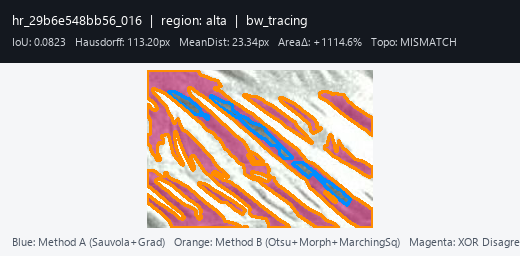 hr_29b6e548bb56_016 | region: alta | bw_tracing
IoU: 0.0823 Hausdorff: 113.20px MeanDist: 23.34px AreaΔ: +1114.6% Topo: MISMATCH
Blue: Method A (Sauvola+Grad) Orange: Method B (Otsu+Morph+MarchingSq) Magenta: XOR Disagre